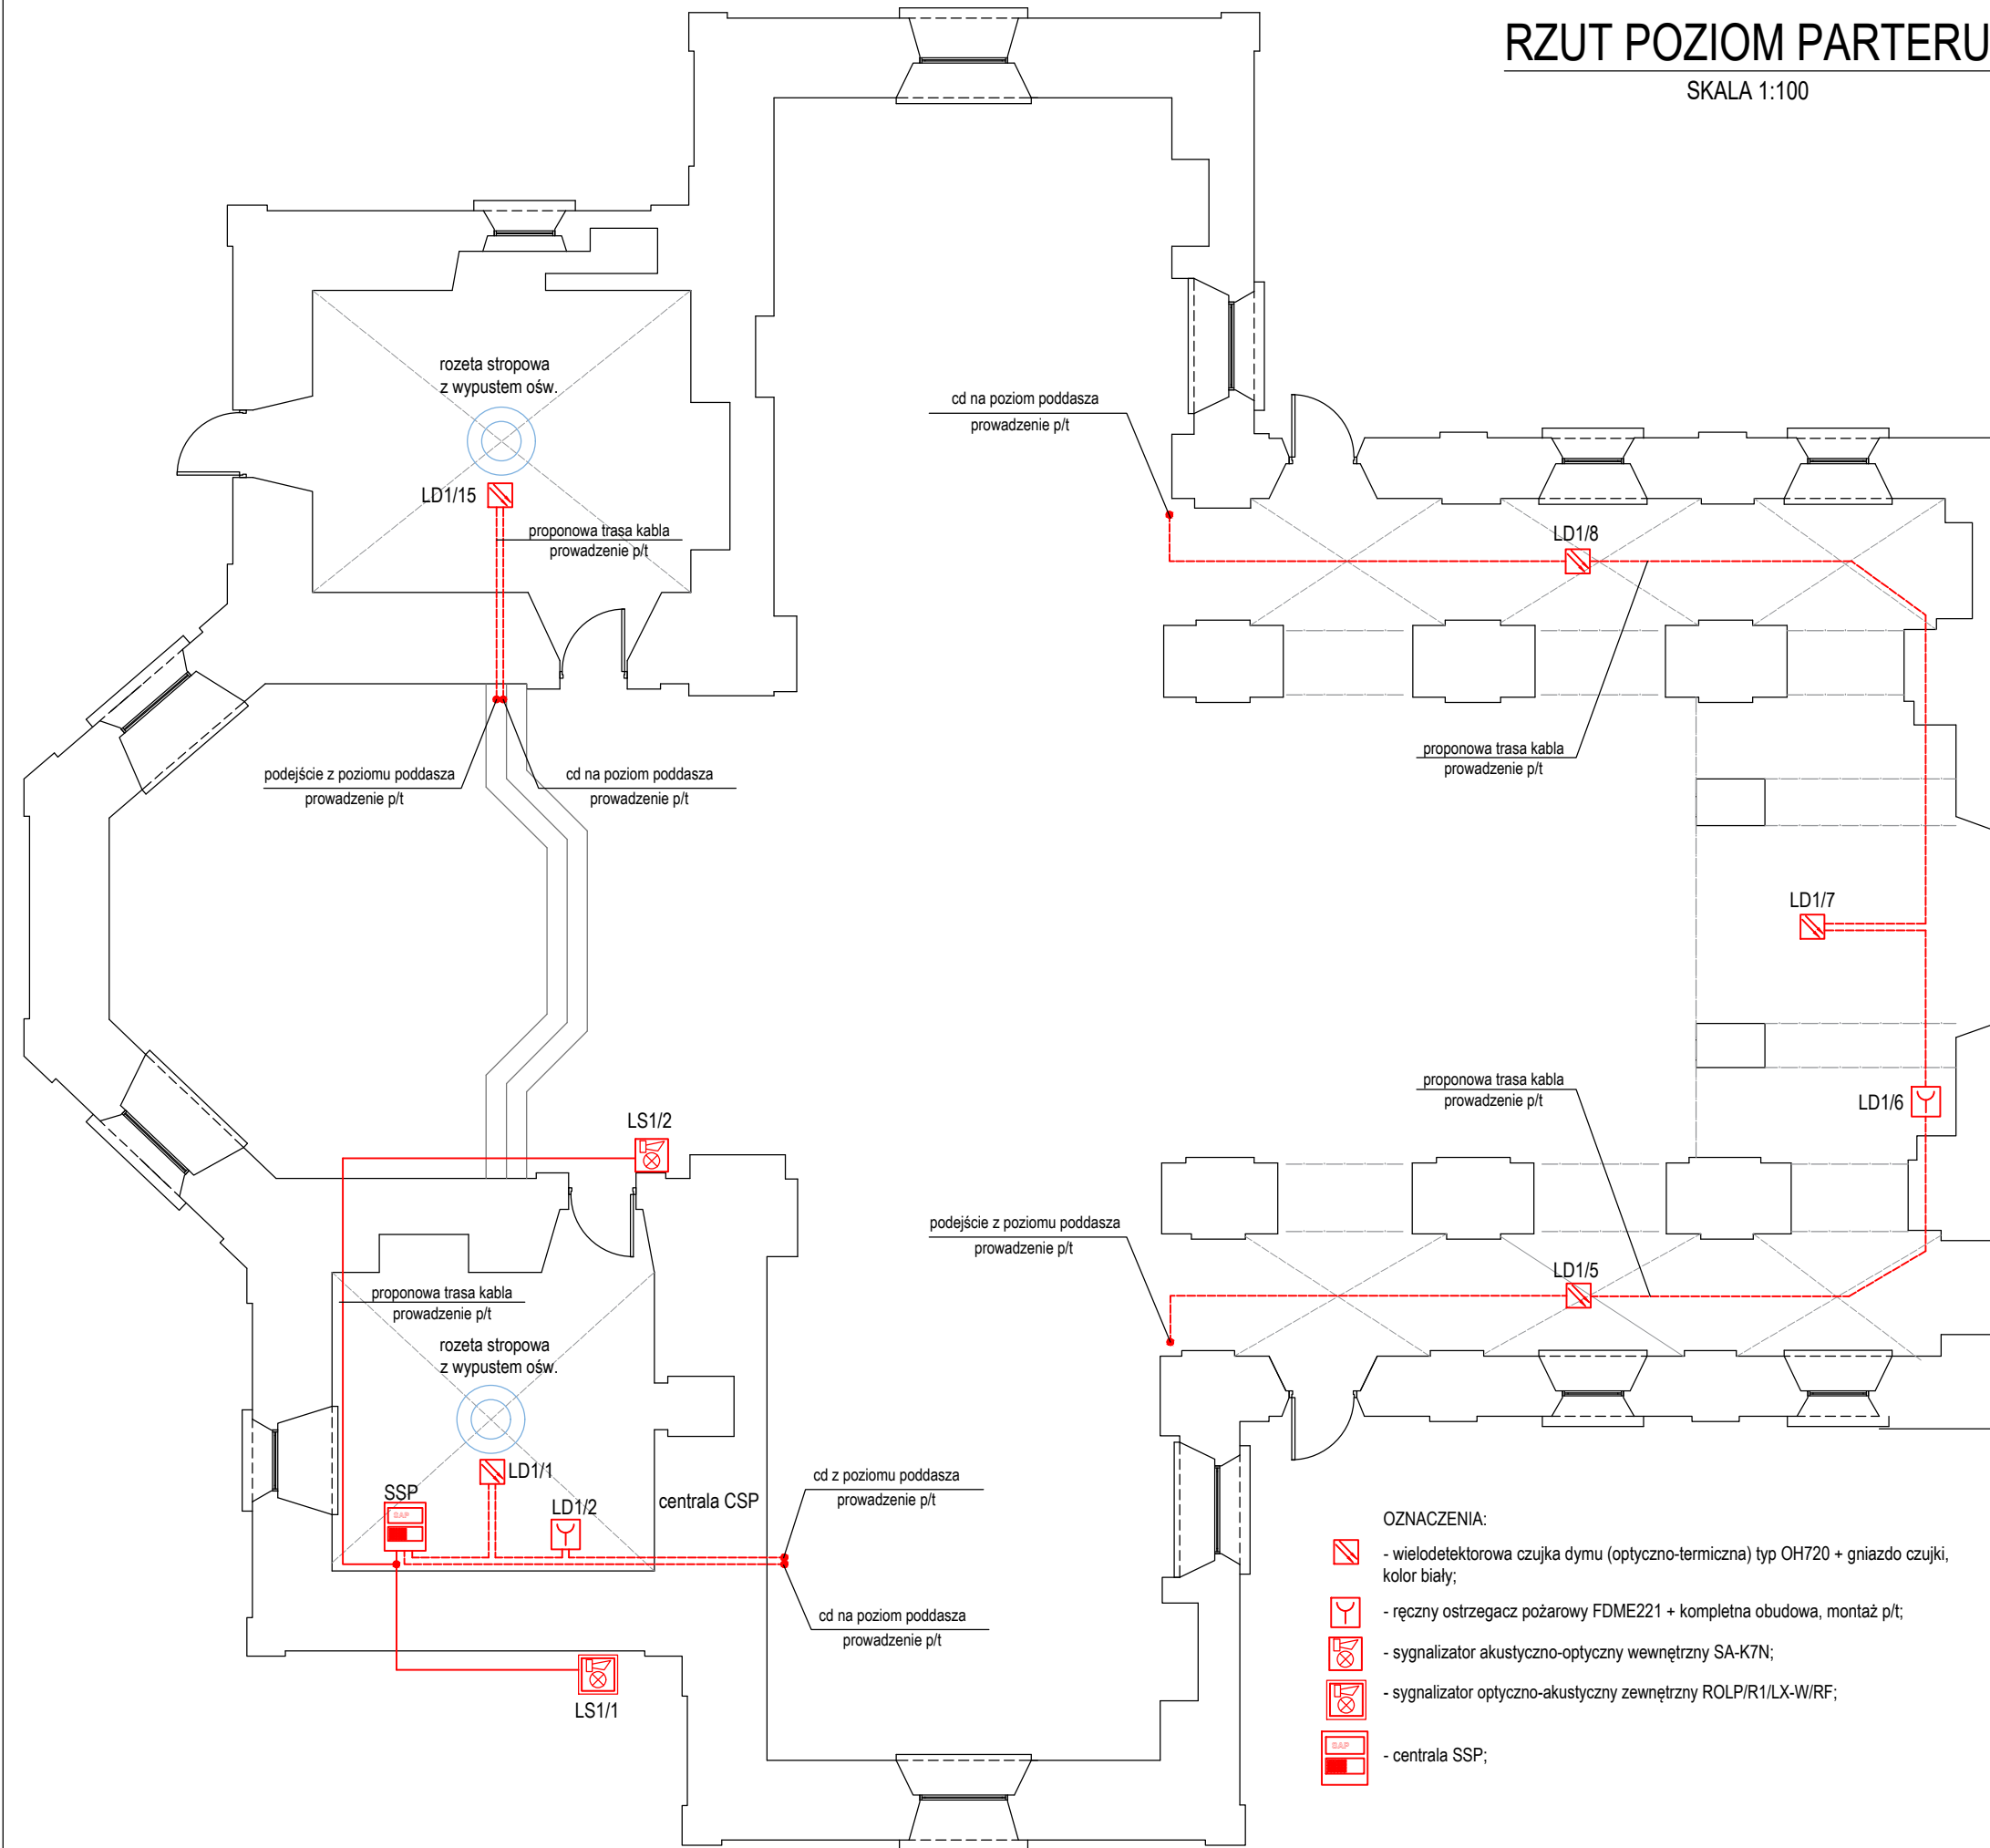 RZUT POZIOM PARTERU
SKALA 1:100
rozeta stropowa
z wypustem ośw.
LD1/15
proponowa trasa kabla
prowadzenie p/t
cd na poziom poddasza
prowadzenie p/t
LD1/8
proponowa trasa kabla
prowadzenie p/t
podejście z poziomu poddasza
prowadzenie p/t
cd na poziom poddasza
prowadzenie p/t
LD1/7
proponowa trasa kabla
prowadzenie p/t
LD1/6
LS1/2
podejście z poziomu poddasza
prowadzenie p/t
LD1/5
proponowa trasa kabla
prowadzenie p/t
rozeta stropowa
z wypustem ośw.
LD1/1
SSP
BAP
LD1/2
centrala CSP
cd z poziomu poddasza
prowadzenie p/t
cd na poziom poddasza
prowadzenie p/t
LS1/1
OZNACZENIA:
- wielodetektorowa czujka dymu (optyczno-termiczna) typ OH720 + gniazdo czujki,
kolor biały;
- ręczny ostrzegacz pożarowy FDME221 + kompletna obudowa, montaż p/t;
- sygnalizator akustyczno-optyczny wewnętrzny SA-K7N;
- sygnalizator optyczno-akustyczny zewnętrzny ROLP/R1/LX-W/RF;
BAP
- centrala SSP;